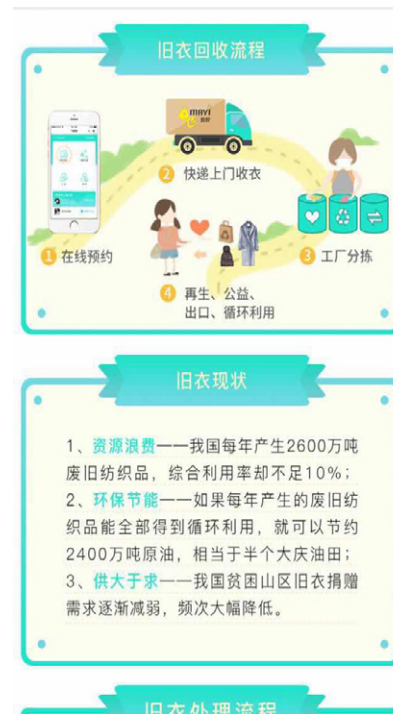 旧衣回收流程
MAYI
2 快递上门收衣
1 在线预约
3 工厂分拣
4 再生、公益、
出口、循环利用
旧衣现状
1、资源浪费——我国每年产生2600万吨
废旧纺织品，综合利用率却不足10%；
2、环保节能——如果每年产生的废旧纺
织品能全部得到循环利用，就可以节约
2400万吨原油，相当于半个大庆油田；
3、供大于求——我国贫困山区旧衣捐赠
需求逐渐减弱，频次大幅降低。
旧衣处理流程